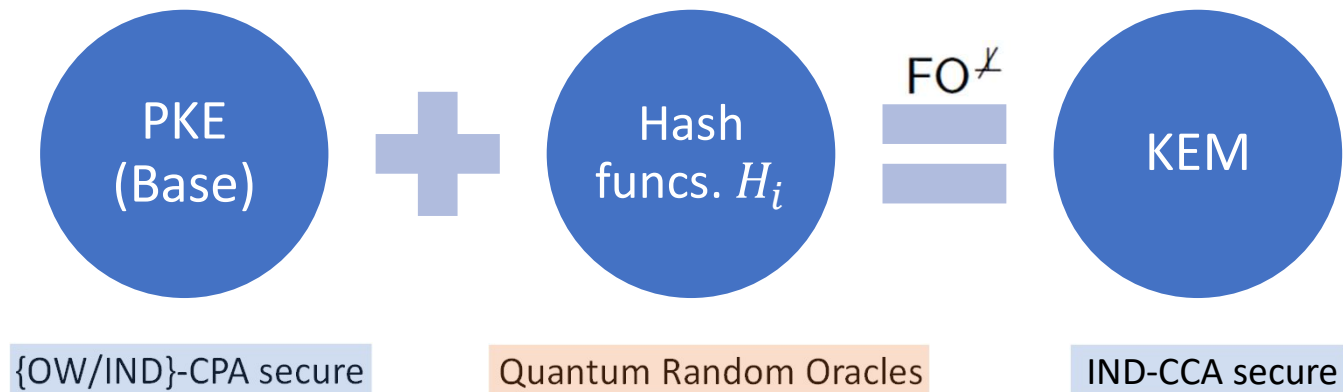 PKE
(Base)
Hash
funcs. H_i
FO^⊥̸
KEM
{OW/IND}-CPA secure
Quantum Random Oracles
IND-CCA secure